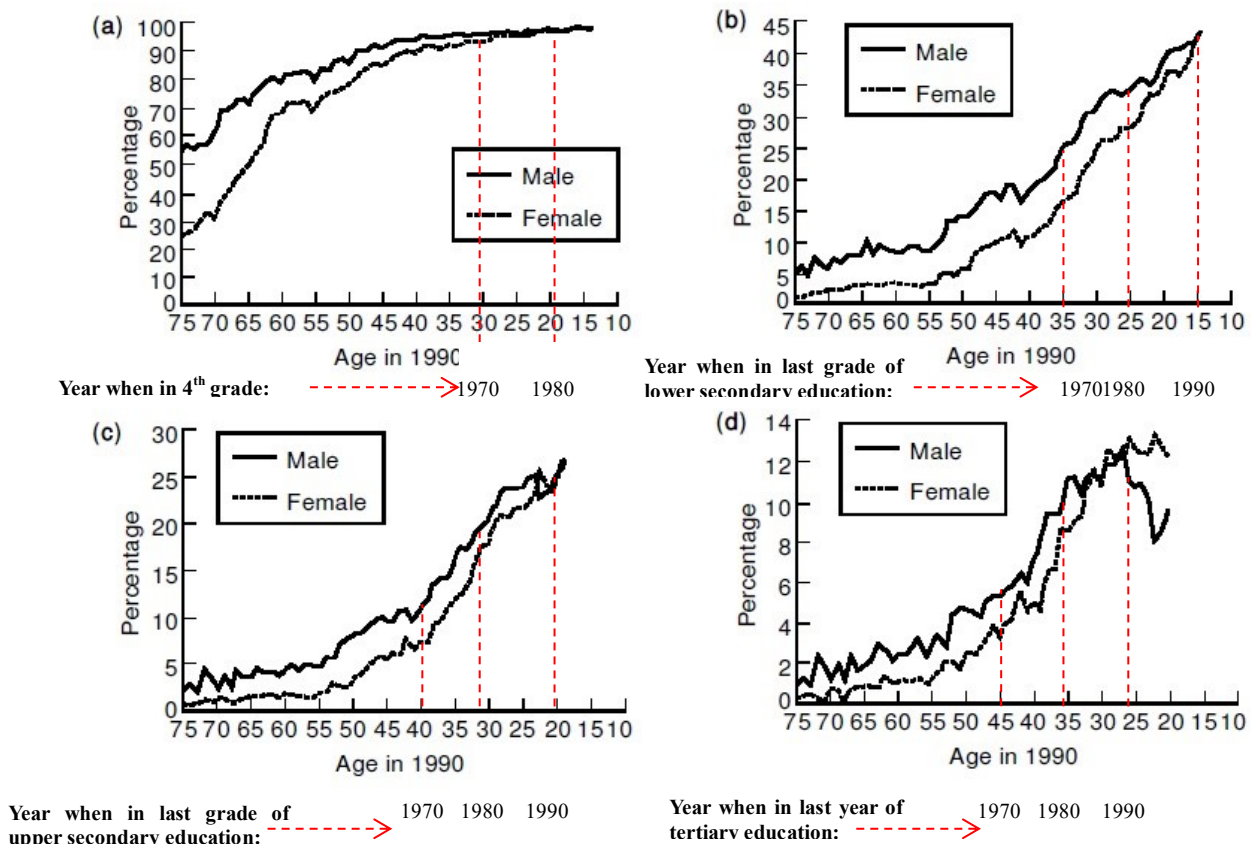 (a)
100
90
80
70
60
50
40
30
20
10
0
Percentage
Male
Female
75 70 65 60 55 50 45 40 35 30 25 20 15 10
Age in 1990
Year when in 4th grade:
1970 1980
(b)
45
40
35
30
25
20
15
10
5
0
Percentage
Male
Female
75 70 65 60 55 50 45 40 35 30 25 20 15 10
Age in 1990
Year when in last grade of
lower secondary education:
1970 1980 1990
(c)
30
25
20
15
10
5
0
Percentage
Male
Female
75 70 65 60 55 50 45 40 35 30 25 20 15 10
Age in 1990
Year when in last grade of
upper secondary education:
1970 1980 1990
(d)
14
12
10
8
6
4
2
0
Percentage
Male
Female
75 70 65 60 55 50 45 40 35 30 25 20 15 10
Age in 1990
Year when in last year of
tertiary education:
1970 1980 1990